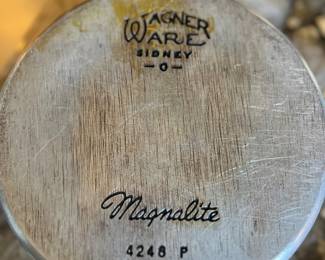 WAGNER
WARE
SIDNEY
-O-
Magnalite
4248 P